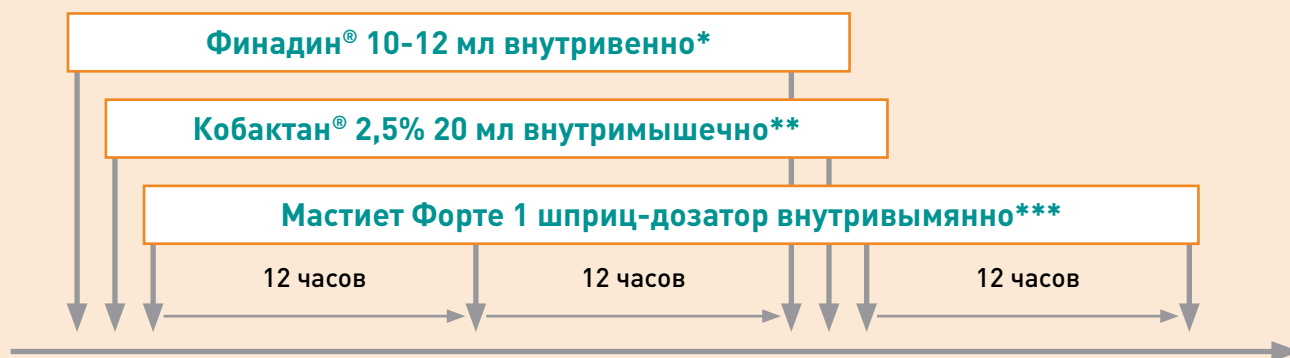 Финадин® 10-12 мл внутривенно*
Кобактан® 2,5% 20 мл внутримышечно**
Мастиет Форте 1 шприц-дозатор внутривымянно***
12 часов 12 часов 12 часов